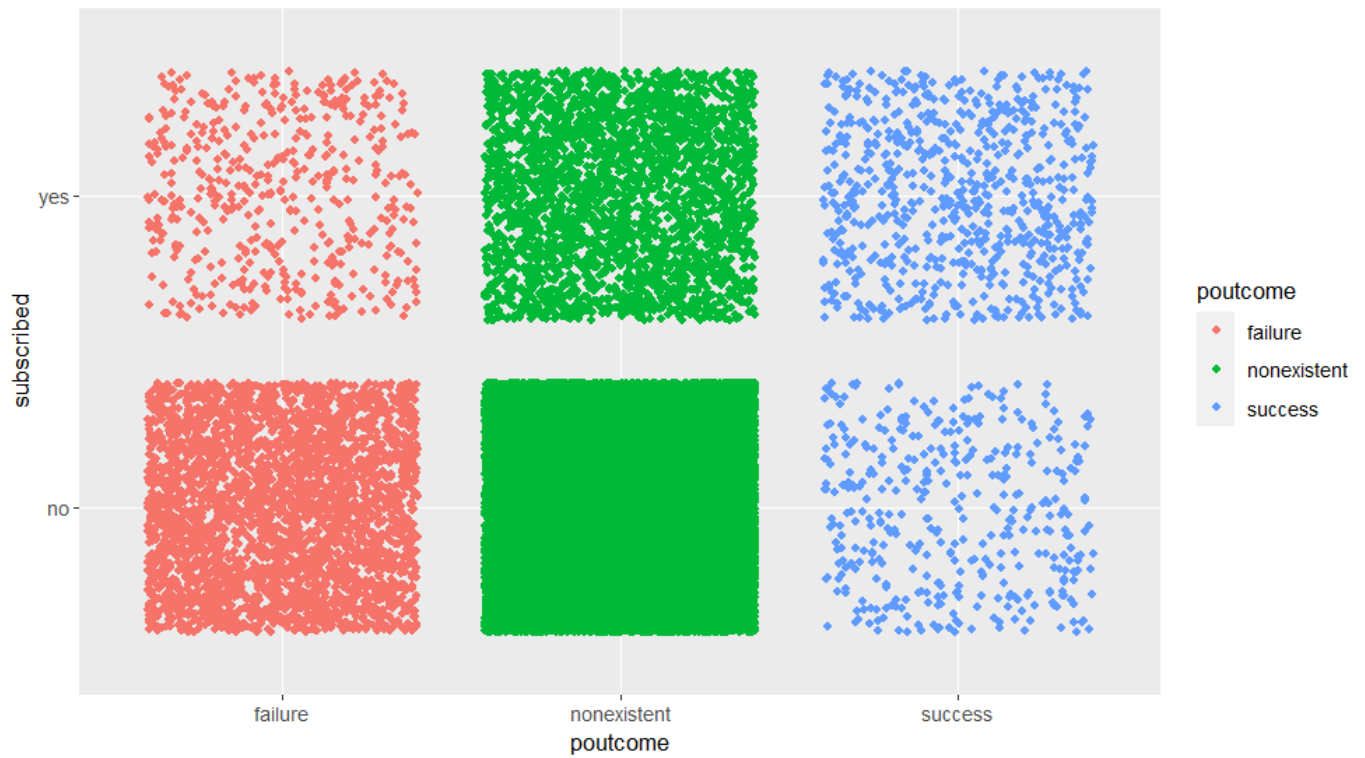 subscribed
yes
no
failure
nonexistent
success
poutcome
poutcome
failure
nonexistent
success